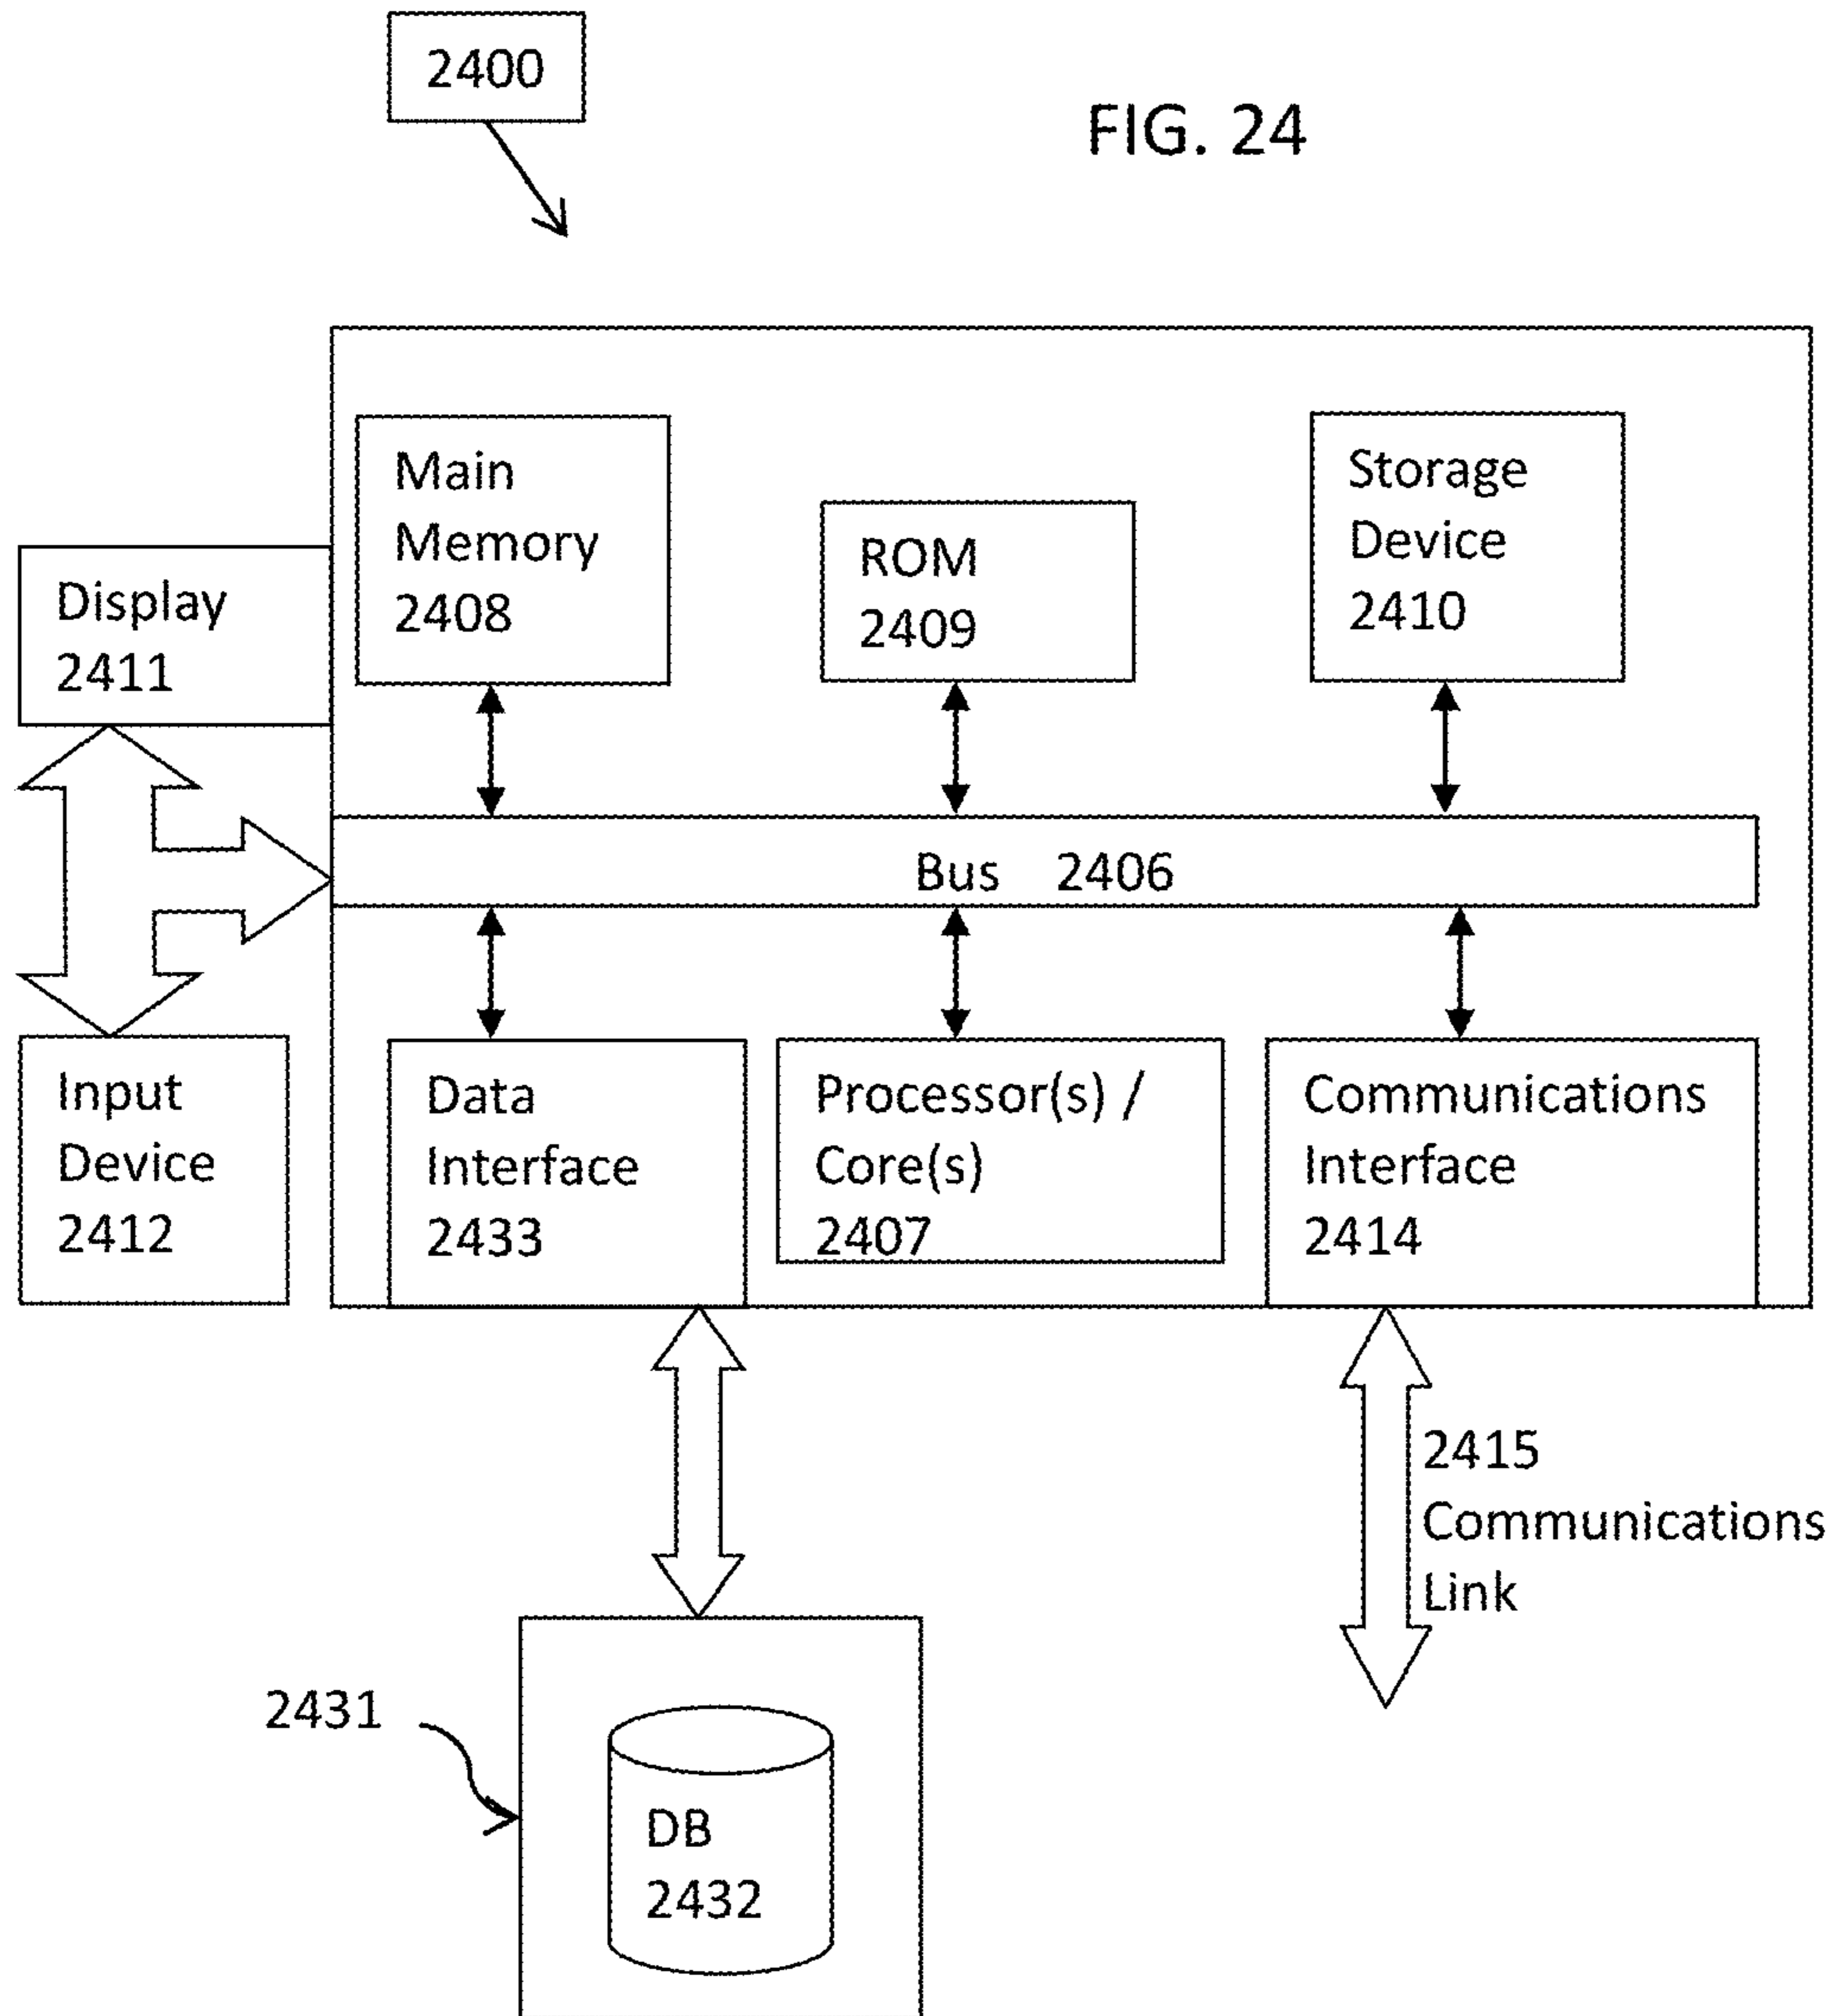 2400
FIG. 24
Main
Memory
2408
ROM
2409
Storage
Device
2410
Display
2411
Bus 2406
Input
Device
2412
Data
Interface
2433
Processor(s) /
Core(s)
2407
Communications
Interface
2414
2415
Communications
Link
2431
DB
2432